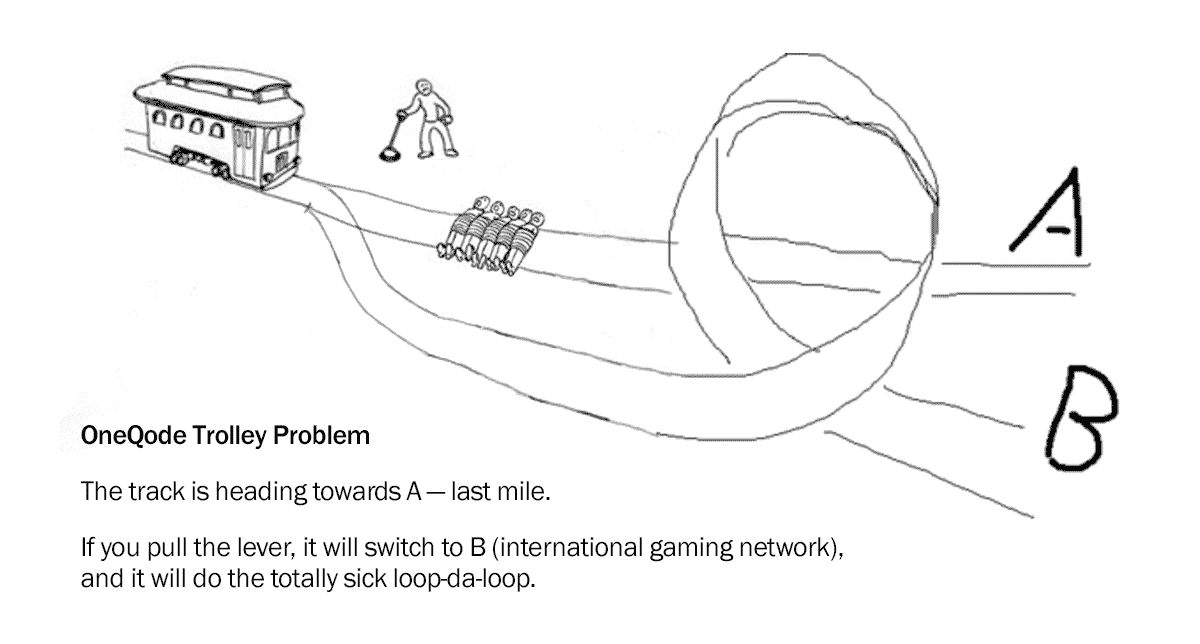 A
B
OneQode Trolley Problem
The track is heading towards A — last mile.
If you pull the lever, it will switch to B (international gaming network),
and it will do the totally sick loop-da-loop.